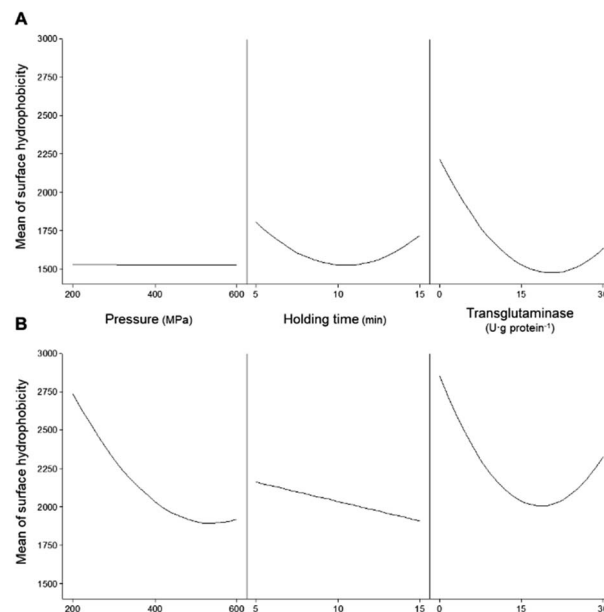 A
Mean of surface hydrophobicity
3000
2750
2500
2250
2000
1750
1500
200 400 600 5 10 15 0 15 30
Pressure (MPa) Holding time (min) Transglutaminase
(U·g protein⁻¹)
B
Mean of surface hydrophobicity
3000
2750
2500
2250
2000
1750
1500
200 400 600 5 10 15 0 15 30